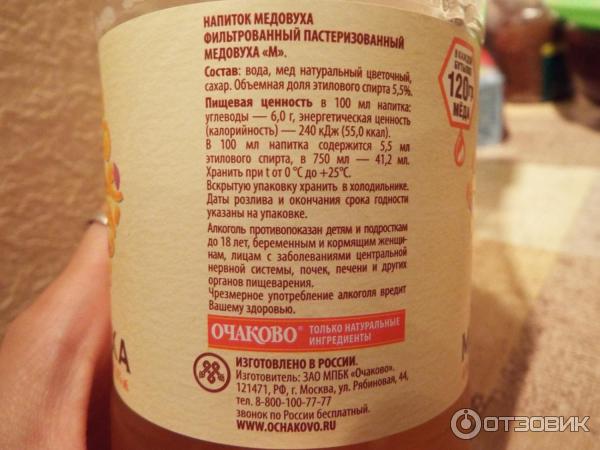 НАПИТОК МЕДОВУХА
ФИЛЬТРОВАННЫЙ ПАСТЕРИЗОВАННЫЙ
МЕДОВУХА «М».
Состав: вода, мед натуральный цветочный,
сахар. Объемная доля этилового спирта 5,5%.
Пищевая ценность в 100 мл напитка:
углеводы — 6,0 г, энергетическая ценность
(калорийность) — 240 кДж (55,0 ккал).
В 100 мл напитка содержится 5,5 мл
этилового спирта, в 750 мл — 41,2 мл.
Хранить при t от 0 °С до +25°С.
Вскрытую упаковку хранить в холодильнике.
Даты розлива и окончания срока годности
указаны на упаковке.
Алкоголь противопоказан детям и подросткам
до 18 лет, беременным и кормящим женщи-
нам, лицам с заболеваниями центральной
нервной системы, почек, печени и других
органов пищеварения.
Чрезмерное употребление алкоголя вредит
Вашему здоровью.
ОЧАКОВО® ТОЛЬКО НАТУРАЛЬНЫЕ
ИНГРЕДИЕНТЫ
ИЗГОТОВЛЕНО В РОССИИ.
Изготовитель: ЗАО МПБК «Очаково».
121471, РФ, г. Москва, ул. Рябиновая, 44,
тел. 8-800-100-77-77
звонок по России бесплатный.
WWW.OCHAKOVO.RU
В КАЖДОЙ
БУТЫЛКЕ
120гр
МЁДА
КА
М
ОТЗОВИК